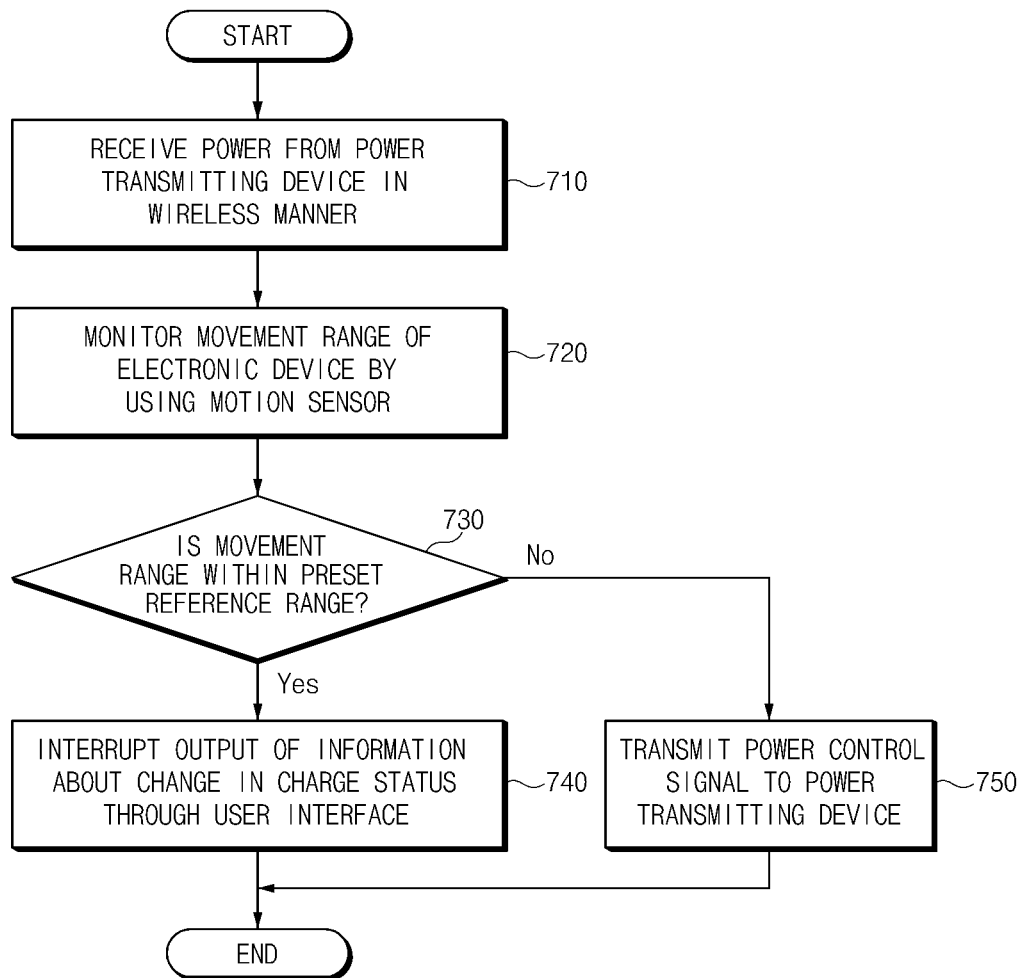 START
RECEIVE POWER FROM POWER
TRANSMITTING DEVICE IN
WIRELESS MANNER
710
MONITOR MOVEMENT RANGE OF
ELECTRONIC DEVICE BY
USING MOTION SENSOR
720
730
IS MOVEMENT
RANGE WITHIN PRESET
REFERENCE RANGE?
No
Yes
INTERRUPT OUTPUT OF INFORMATION
ABOUT CHANGE IN CHARGE STATUS
THROUGH USER INTERFACE
740
TRANSMIT POWER CONTROL
SIGNAL TO POWER
TRANSMITTING DEVICE
750
END